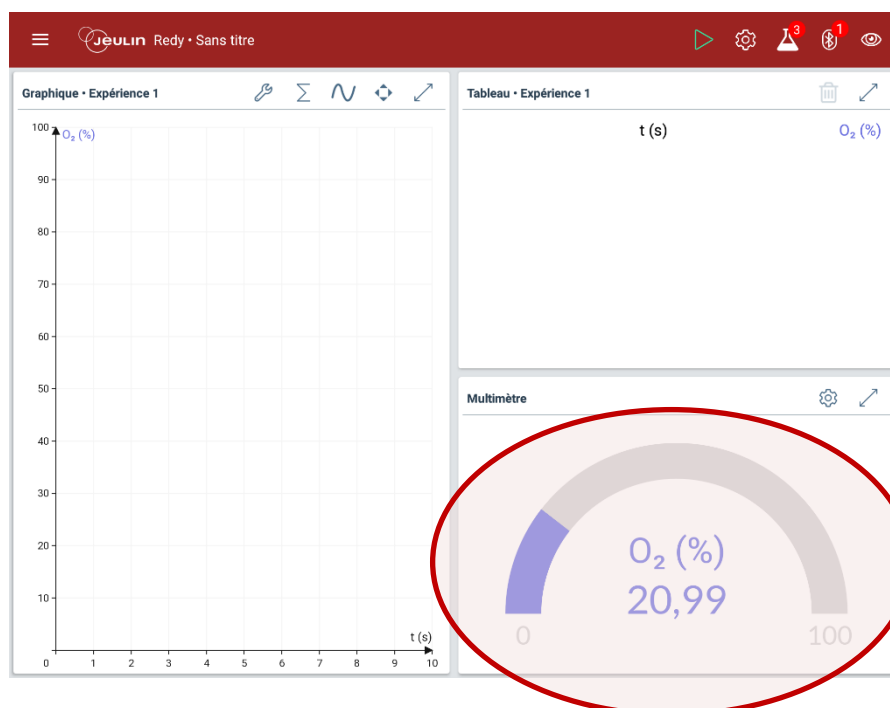 Jeulin Redy • Sans titre
3
1
Graphique • Expérience 1
100
O₂ (%)
90
80
70
60
50
40
30
20
10
t (s)
0 1 2 3 4 5 6 7 8 9 10
Tableau • Expérience 1
t (s) O₂ (%)
Multimètre
O₂ (%)
20,99
0 100